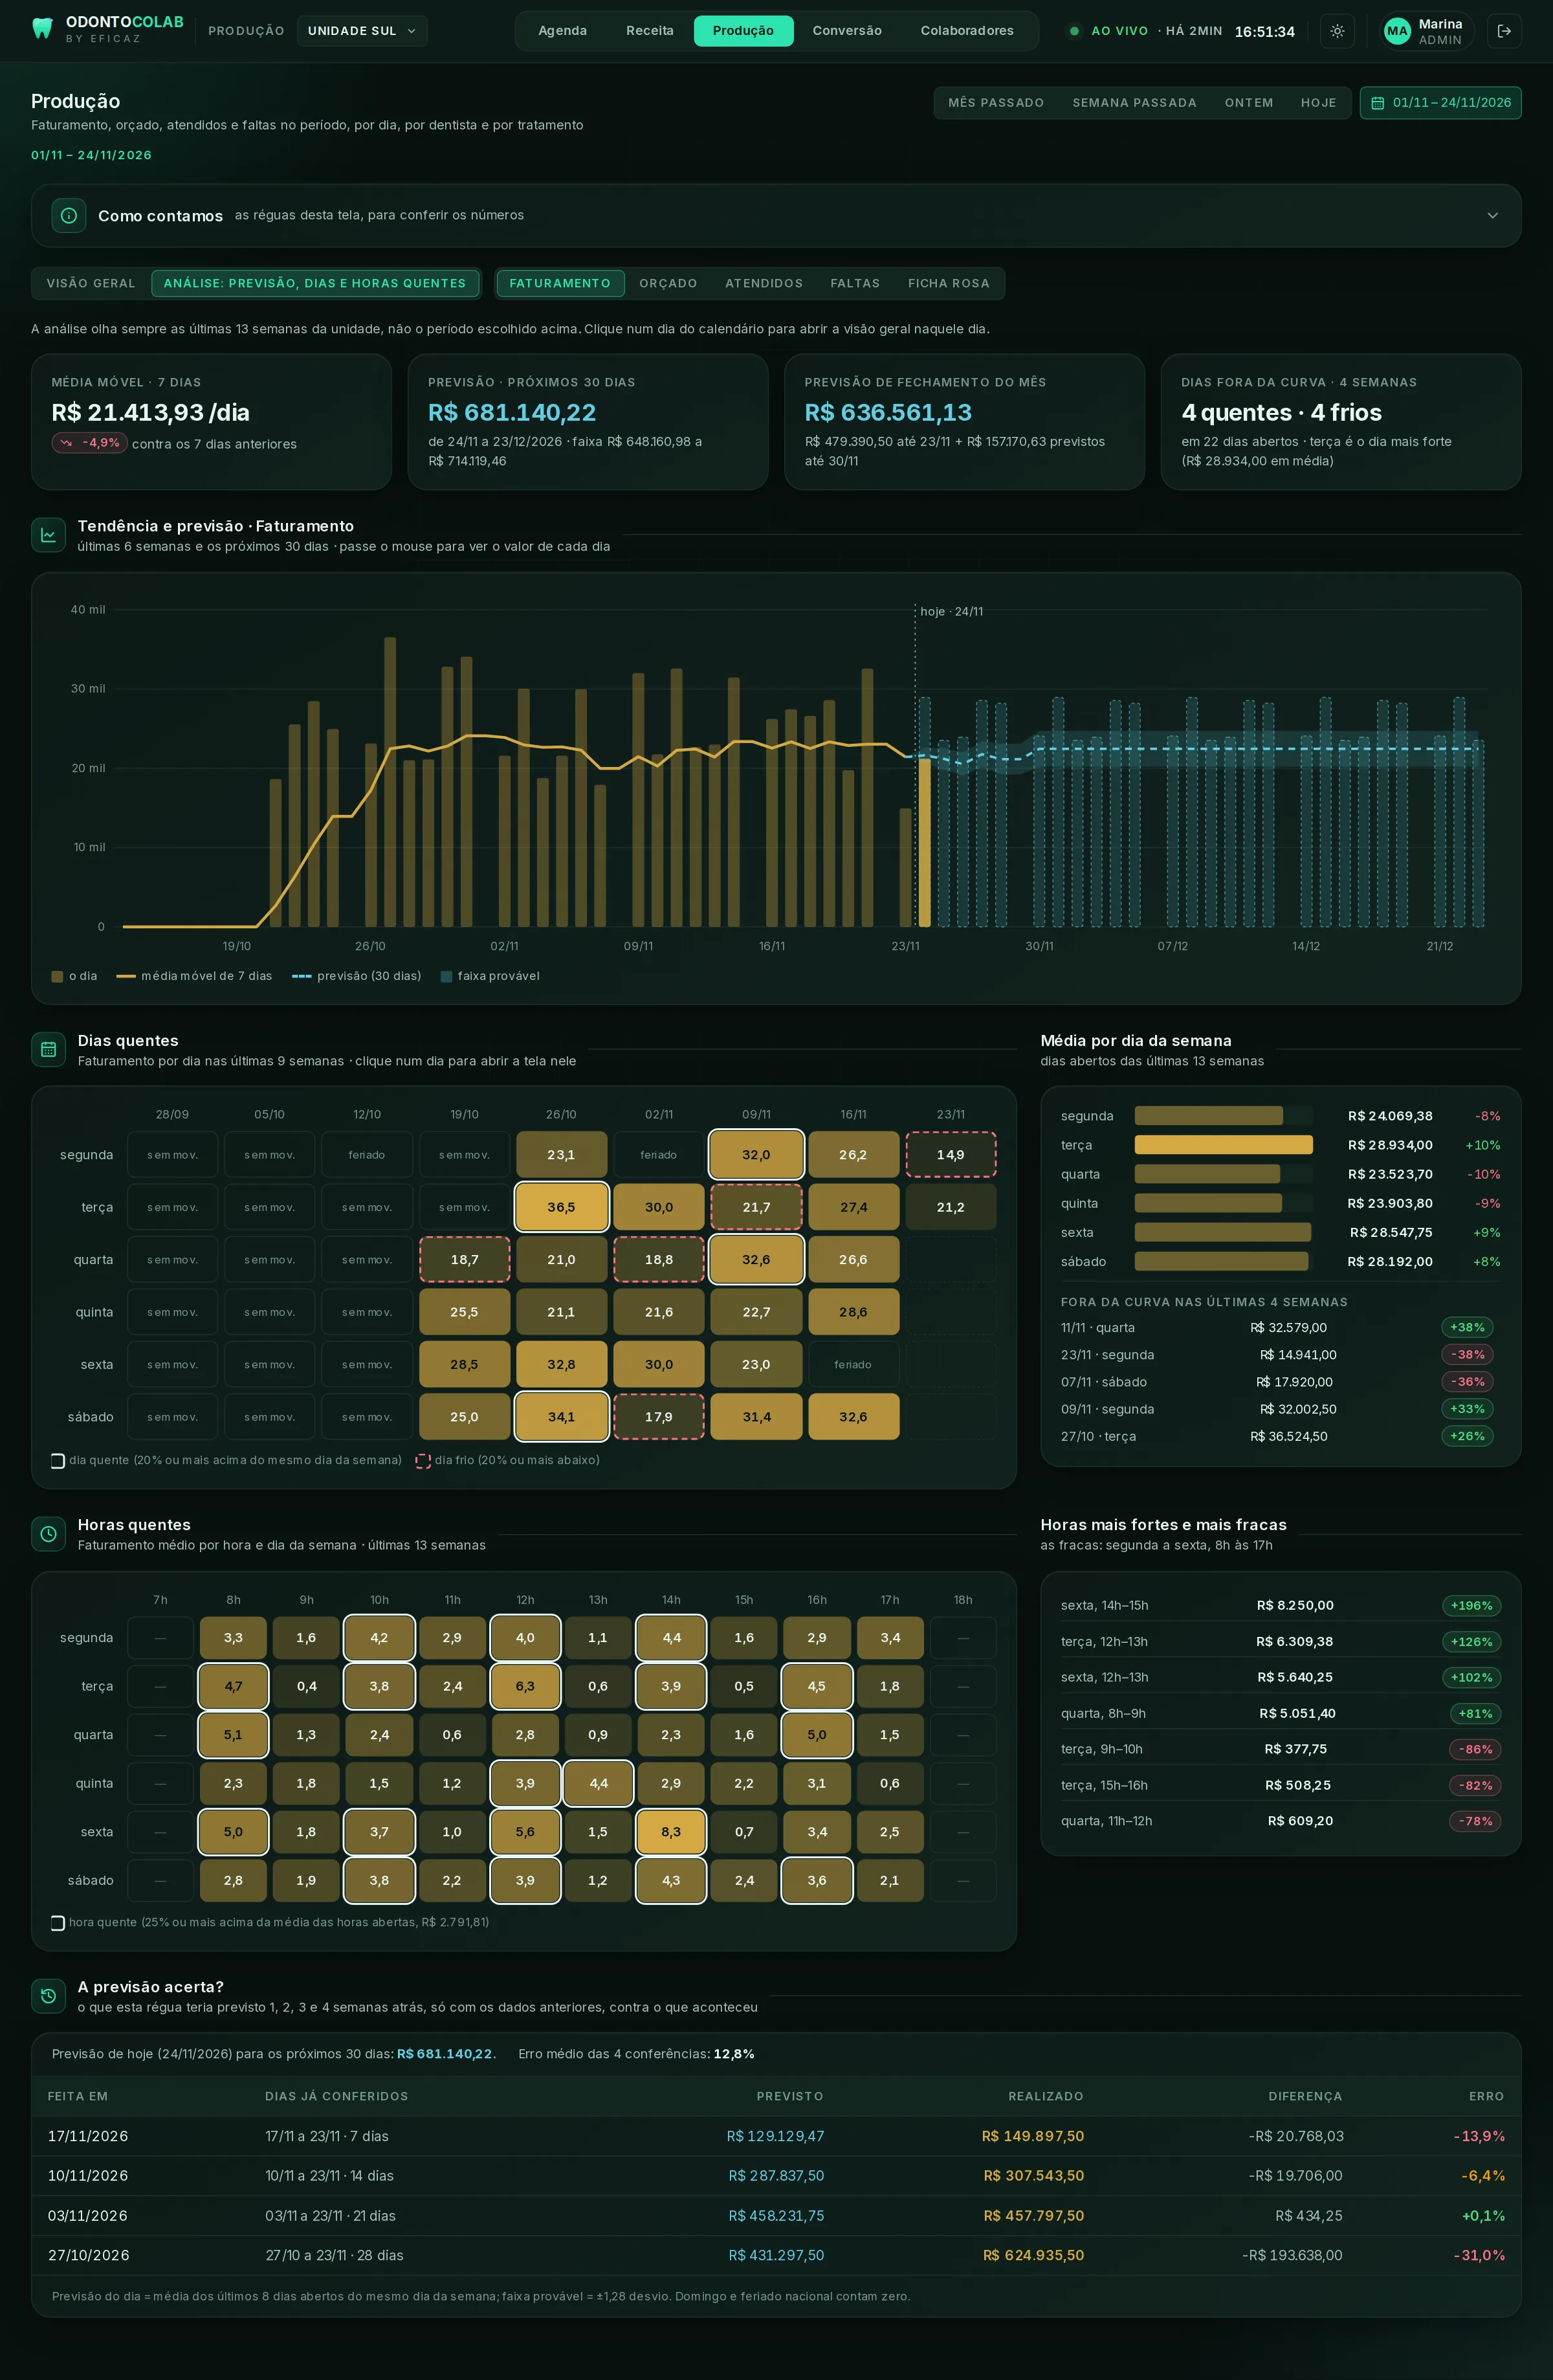 ODONTOCOLAB
BY EFICAZ
PRODUÇÃO
UNIDADE SUL
Agenda
Receita
Produção
Conversão
Colaboradores
AO VIVO · HÁ 2MIN
16:51:34
MA
Marina
ADMIN
Produção
Faturamento, orçado, atendidos e faltas no período, por dia, por dentista e por tratamento
01/11 – 24/11/2026
MÊS PASSADO
SEMANA PASSADA
ONTEM
HOJE
01/11 – 24/11/2026
Como contamos
as réguas desta tela, para conferir os números
VISÃO GERAL
ANÁLISE: PREVISÃO, DIAS E HORAS QUENTES
FATURAMENTO
ORÇADO
ATENDIDOS
FALTAS
FICHA ROSA
A análise olha sempre as últimas 13 semanas da unidade, não o período escolhido acima. Clique num dia do calendário para abrir a visão geral naquele dia.
MÉDIA MÓVEL · 7 DIAS
R$ 21.413,93 /dia
-4,9% contra os 7 dias anteriores
PREVISÃO · PRÓXIMOS 30 DIAS
R$ 681.140,22
de 24/11 a 23/12/2026 · faixa R$ 648.160,98 a
R$ 714.119,46
PREVISÃO DE FECHAMENTO DO MÊS
R$ 636.561,13
R$ 479.390,50 até 23/11 + R$ 157.170,63 previstos
até 30/11
DIAS FORA DA CURVA · 4 SEMANAS
4 quentes · 4 frios
em 22 dias abertos · terça é o dia mais forte
(R$ 28.934,00 em média)
Tendência e previsão · Faturamento
últimas 6 semanas e os próximos 30 dias · passe o mouse para ver o valor de cada dia
40 mil
30 mil
20 mil
10 mil
0
hoje · 24/11
19/10 26/10 02/11 09/11 16/11 23/11 30/11 07/12 14/12 21/12
o dia
média móvel de 7 dias
previsão (30 dias)
faixa provável
Dias quentes
Faturamento por dia nas últimas 9 semanas · clique num dia para abrir a tela nele
28/09 05/10 12/10 19/10 26/10 02/11 09/11 16/11 23/11
segunda sem mov. sem mov. feriado sem mov. 23,1 feriado 32,0 26,2 14,9
terça sem mov. sem mov. sem mov. sem mov. 36,5 30,0 21,7 27,4 21,2
quarta sem mov. sem mov. sem mov. 18,7 21,0 18,8 32,6 26,6
quinta sem mov. sem mov. sem mov. 25,5 21,1 21,6 22,7 28,6
sexta sem mov. sem mov. sem mov. 28,5 32,8 30,0 23,0 feriado
sábado sem mov. sem mov. sem mov. 25,0 34,1 17,9 31,4 32,6
dia quente (20% ou mais acima do mesmo dia da semana)
dia frio (20% ou mais abaixo)
Média por dia da semana
dias abertos das últimas 13 semanas
segunda R$ 24.069,38 -8%
terça R$ 28.934,00 +10%
quarta R$ 23.523,70 -10%
quinta R$ 23.903,80 -9%
sexta R$ 28.547,75 +9%
sábado R$ 28.192,00 +8%
FORA DA CURVA NAS ÚLTIMAS 4 SEMANAS
11/11 · quarta R$ 32.579,00 +38%
23/11 · segunda R$ 14.941,00 -38%
07/11 · sábado R$ 17.920,00 -36%
09/11 · segunda R$ 32.002,50 +33%
27/10 · terça R$ 36.524,50 +26%
Horas quentes
Faturamento médio por hora e dia da semana · últimas 13 semanas
7h 8h 9h 10h 11h 12h 13h 14h 15h 16h 17h 18h
segunda — 3,3 1,6 4,2 2,9 4,0 1,1 4,4 1,6 2,9 3,4 —
terça — 4,7 0,4 3,8 2,4 6,3 0,6 3,9 0,5 4,5 1,8 —
quarta — 5,1 1,3 2,4 0,6 2,8 0,9 2,3 1,6 5,0 1,5 —
quinta — 2,3 1,8 1,5 1,2 3,9 4,4 2,9 2,2 3,1 0,6 —
sexta — 5,0 1,8 3,7 1,0 5,6 1,5 8,3 0,7 3,4 2,5 —
sábado — 2,8 1,9 3,8 2,2 3,9 1,2 4,3 2,4 3,6 2,1 —
hora quente (25% ou mais acima da média das horas abertas, R$ 2.791,81)
Horas mais fortes e mais fracas
as fracas: segunda a sexta, 8h às 17h
sexta, 14h–15h R$ 8.250,00 +196%
terça, 12h–13h R$ 6.309,38 +126%
sexta, 12h–13h R$ 5.640,25 +102%
quarta, 8h–9h R$ 5.051,40 +81%
terça, 9h–10h R$ 377,75 -86%
terça, 15h–16h R$ 508,25 -82%
quarta, 11h–12h R$ 609,20 -78%
A previsão acerta?
o que esta régua teria previsto 1, 2, 3 e 4 semanas atrás, só com os dados anteriores, contra o que aconteceu
Previsão de hoje (24/11/2026) para os próximos 30 dias: R$ 681.140,22. Erro médio das 4 conferências: 12,8%
FEITA EM DIAS JÁ CONFERIDOS PREVISTO REALIZADO DIFERENÇA ERRO
17/11/2026 17/11 a 23/11 · 7 dias R$ 129.129,47 R$ 149.897,50 -R$ 20.768,03 -13,9%
10/11/2026 10/11 a 23/11 · 14 dias R$ 287.837,50 R$ 307.543,50 -R$ 19.706,00 -6,4%
03/11/2026 03/11 a 23/11 · 21 dias R$ 458.231,75 R$ 457.797,50 R$ 434,25 +0,1%
27/10/2026 27/10 a 23/11 · 28 dias R$ 431.297,50 R$ 624.935,50 -R$ 193.638,00 -31,0%
Previsão do dia = média dos últimos 8 dias abertos do mesmo dia da semana; faixa provável = ±1,28 desvio. Domingo e feriado nacional contam zero.